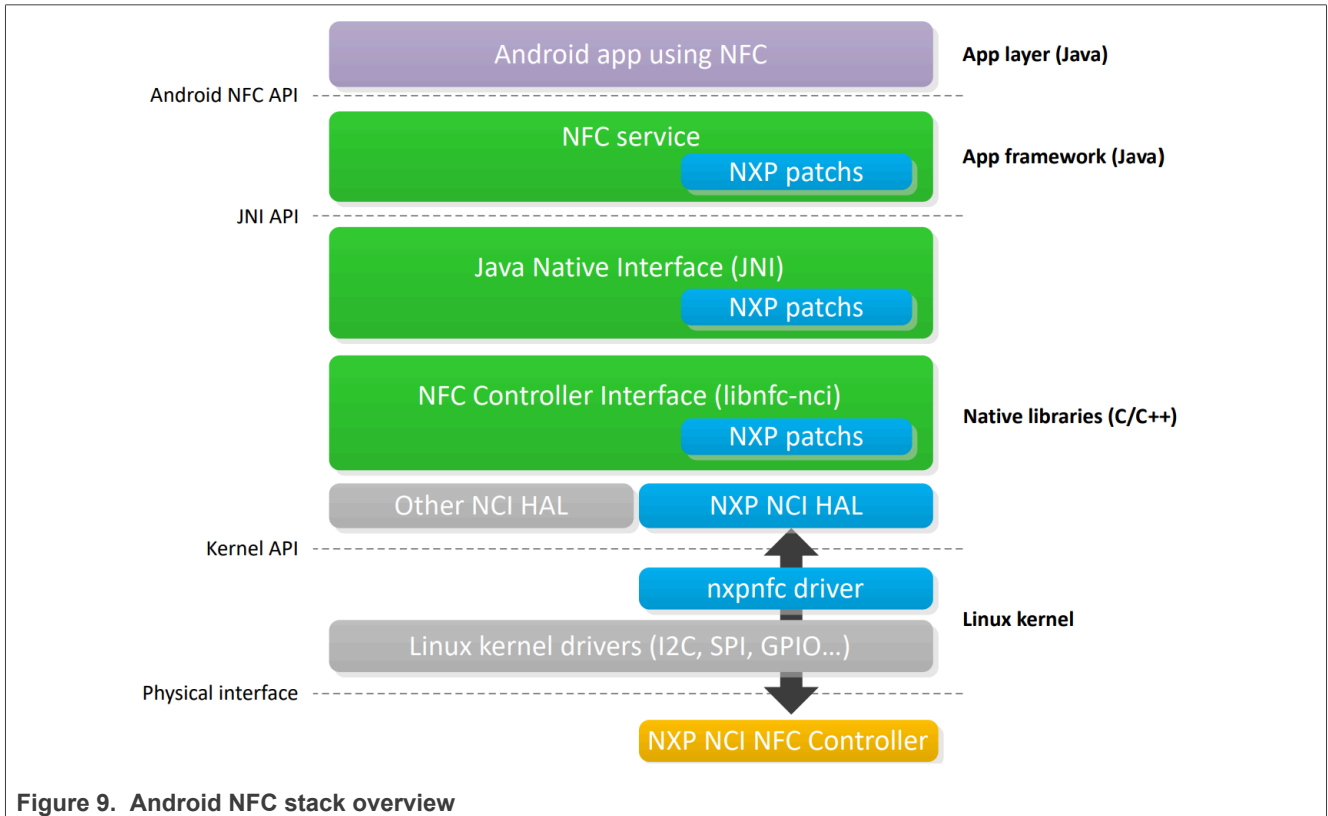 Android app using NFC
App layer (Java)
Android NFC API
NFC service
NXP patchs
App framework (Java)
JNI API
Java Native Interface (JNI)
NXP patchs
NFC Controller Interface (libnfc-nci)
NXP patchs
Native libraries (C/C++)
Other NCI HAL
NXP NCI HAL
Kernel API
nxpnfc driver
Linux kernel
Linux kernel drivers (I2C, SPI, GPIO...)
Physical interface
NXP NCI NFC Controller
Figure 9. Android NFC stack overview